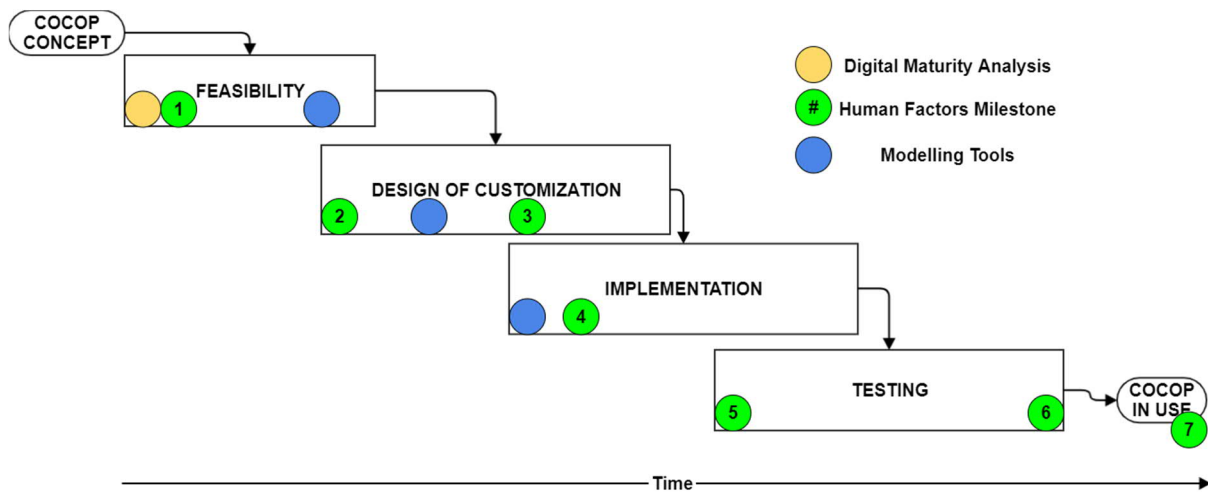 COCOP
CONCEPT
FEASIBILITY
1
Digital Maturity Analysis
# Human Factors Milestone
Modelling Tools
DESIGN OF CUSTOMIZATION
2
3
IMPLEMENTATION
4
TESTING
5
6
COCOP
IN USE
7
Time